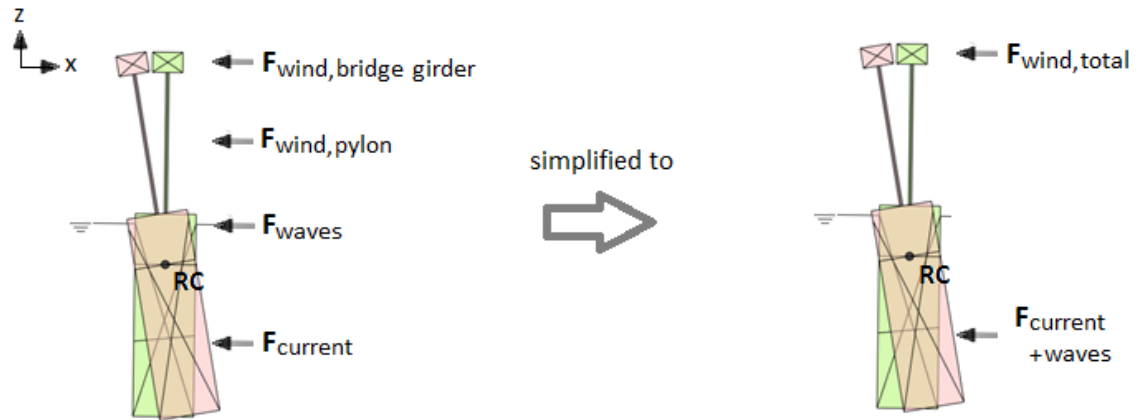 z
x
Fwind,bridge girder
Fwind,pylon
Fwaves
RC
Fcurrent
simplified to
Fwind,total
RC
Fcurrent
+waves